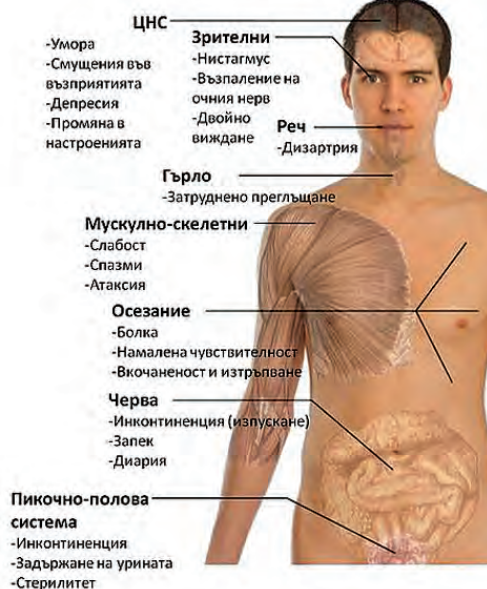 ЦНС
-Умора
-Смущения във
възприятията
-Депресия
-Промяна в
настроенията
Зрителни
-Нистагмус
-Възпаление на
очния нерв
-Двойно
виждане
Реч
-Дизартрия
Гърло
-Затруднено преглъщане
Мускулно-скелетни
-Слабост
-Спазми
-Атаксия
Осезание
-Болка
-Намалена чувствителност
-Вкочаненост и изтръпване
Черва
-Инконтиненция (изпускане)
-Запек
-Диария
Пикочно-полова
система
-Инконтиненция
-Задържане на урината
-Стерилитет